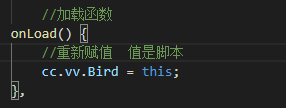 //加载函数
onLoad() {
//重新赋值  值是脚本
cc.vv.Bird = this;
},